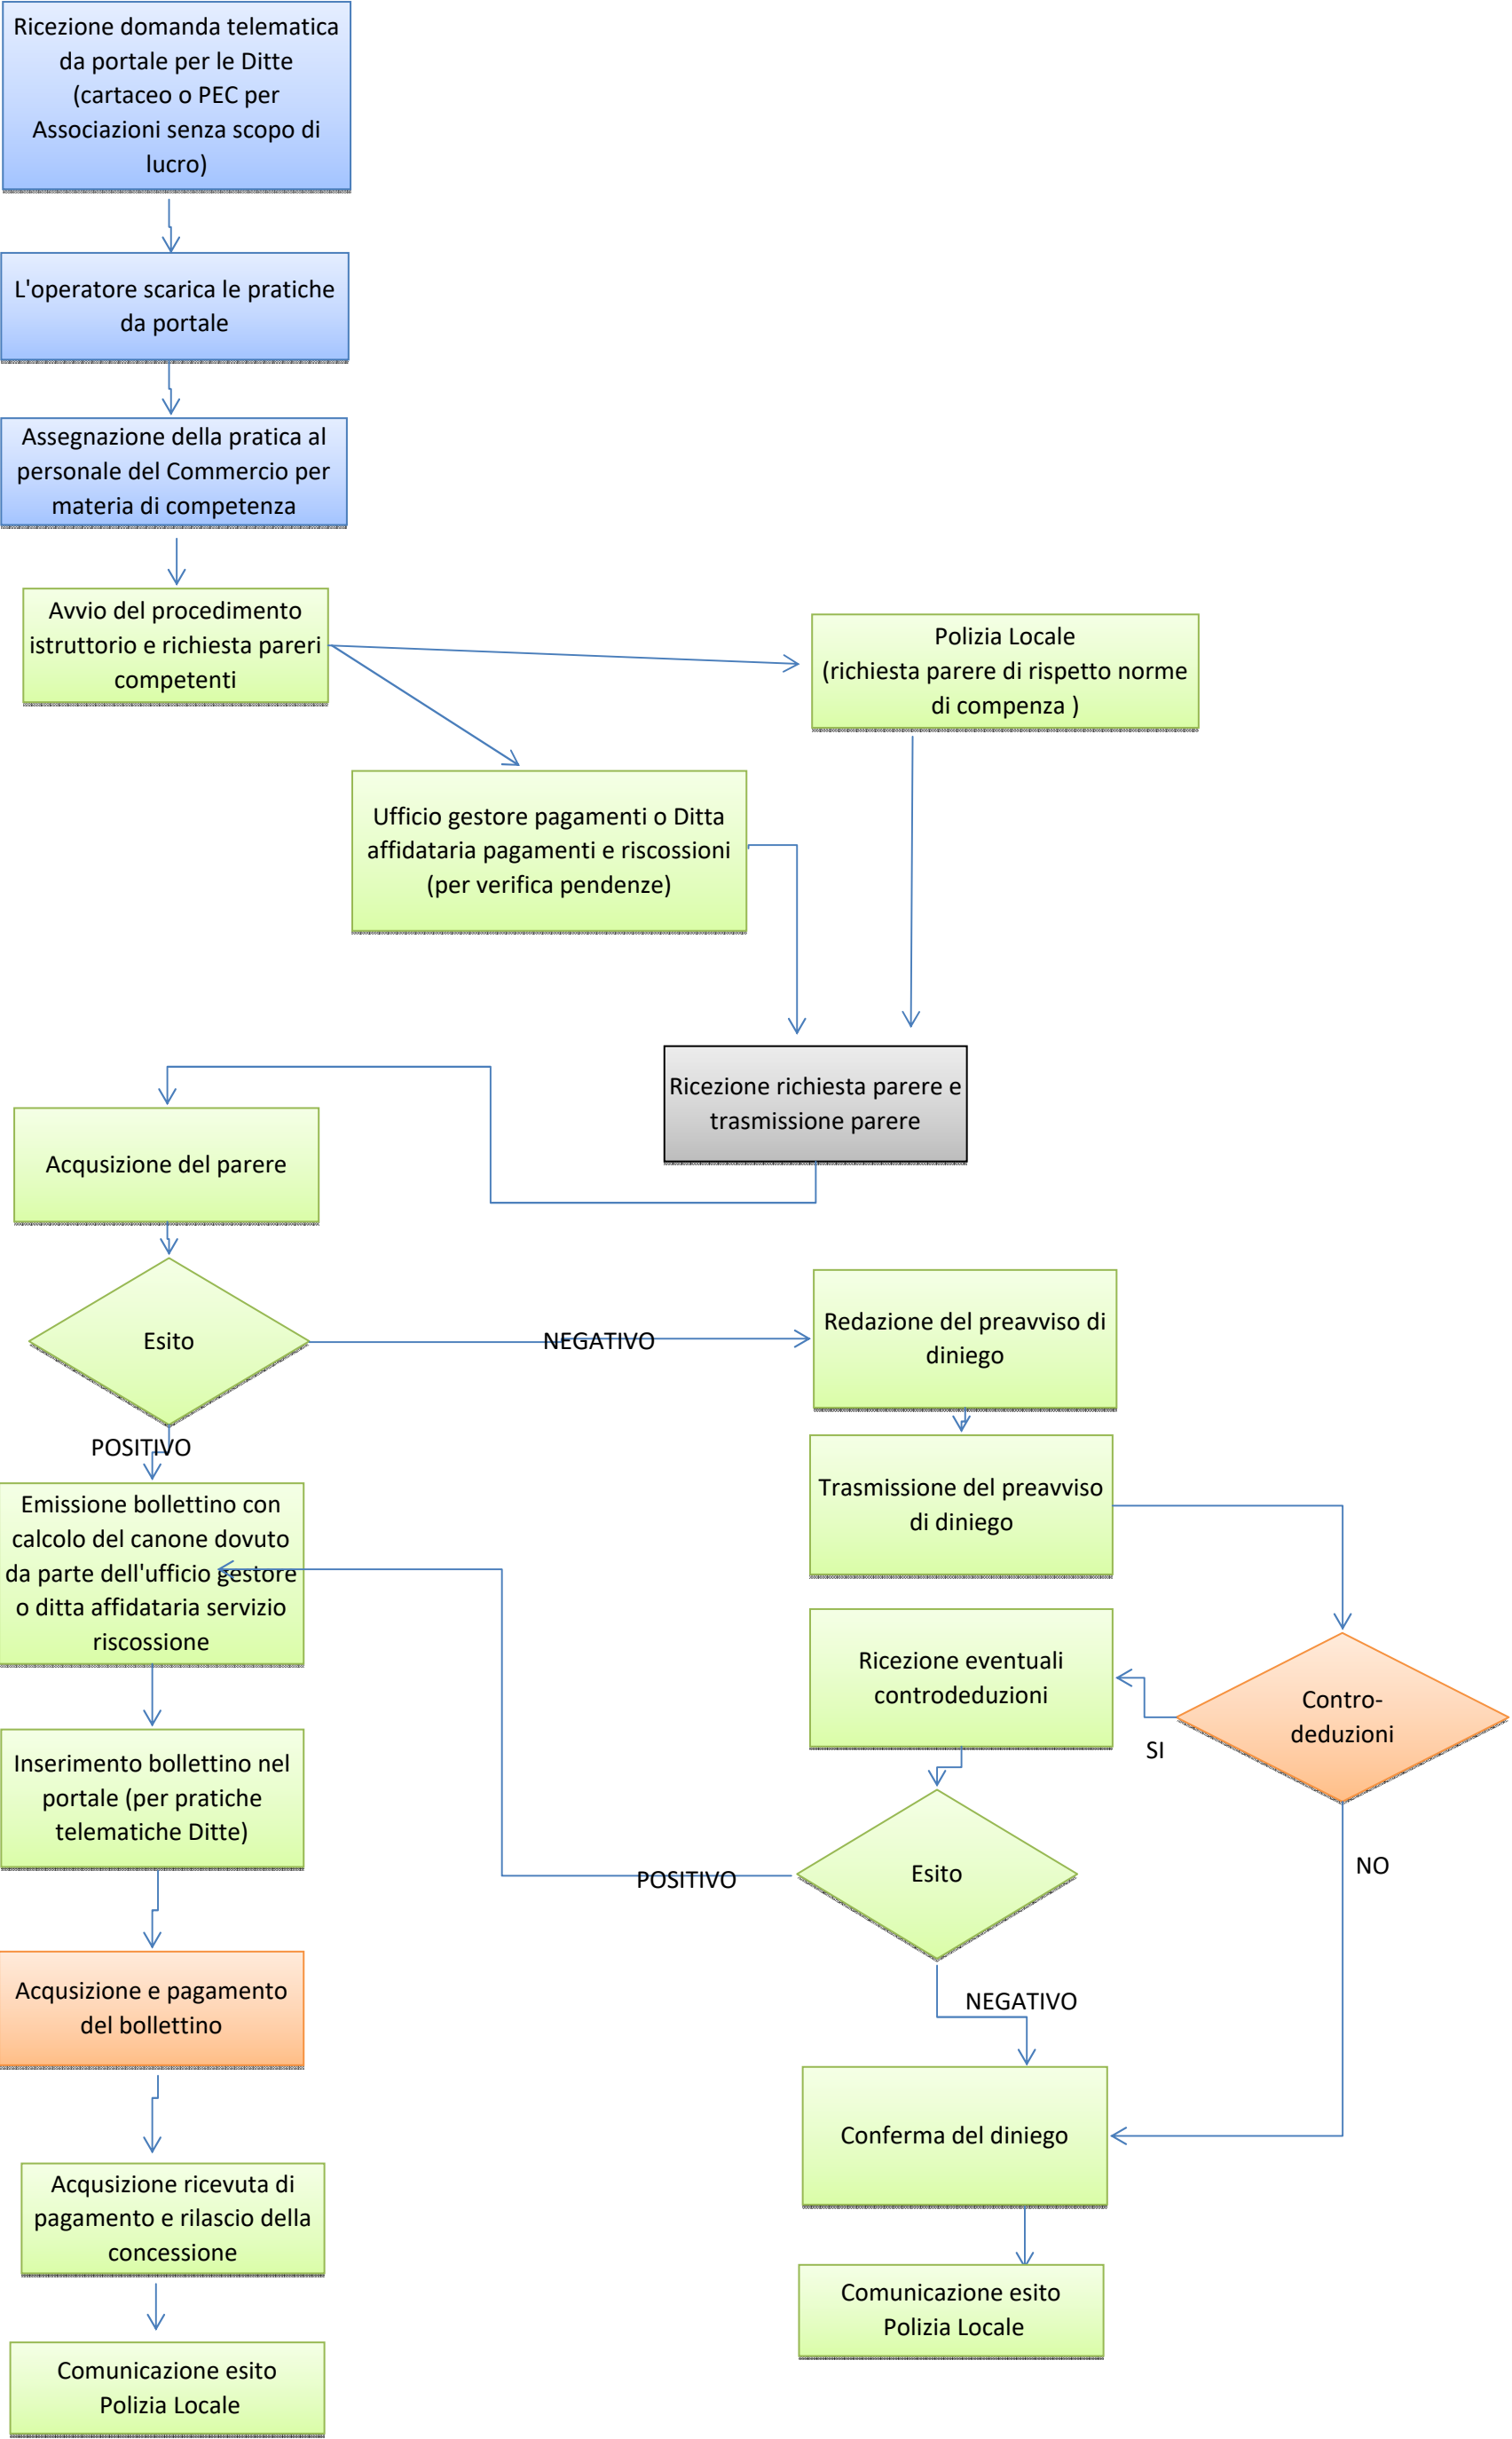 Ricezione domanda telematica
da portale per le Ditte
(cartaceo o PEC per
Associazioni senza scopo di
lucro)
L'operatore scarica le pratiche
da portale
Assegnazione della pratica al
personale del Commercio per
materia di competenza
Avvio del procedimento
istruttorio e richiesta pareri
competenti
Polizia Locale
(richiesta parere di rispetto norme
di compenza )
Ufficio gestore pagamenti o Ditta
affidataria pagamenti e riscossioni
(per verifica pendenze)
Ricezione richiesta parere e
trasmissione parere
Acqusizione del parere
Esito
NEGATIVO
Redazione del preavviso di
diniego
POSITIVO
Trasmissione del preavviso
di diniego
Emissione bollettino con
calcolo del canone dovuto
da parte dell'ufficio gestore
o ditta affidataria servizio
riscossione
Ricezione eventuali
controdeduzioni
Contro-
deduzioni
SI
Inserimento bollettino nel
portale (per pratiche
telematiche Ditte)
POSITIVO
Esito
NO
NEGATIVO
Acqusizione e pagamento
del bollettino
Conferma del diniego
Acqusizione ricevuta di
pagamento e rilascio della
concessione
Comunicazione esito
Polizia Locale
Comunicazione esito
Polizia Locale